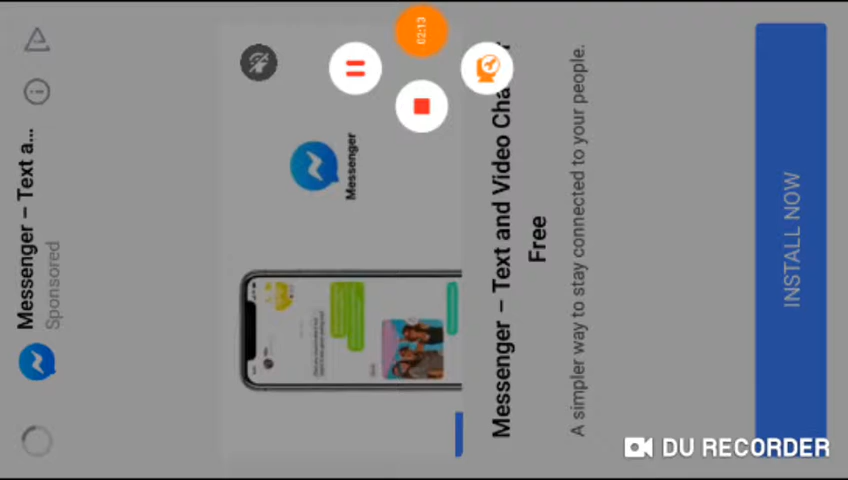 Messenger – Text a...
Sponsored
Messenger
Messenger – Text and Video Cha
Free
A simpler way to stay connected to your people.
INSTALL NOW
02:13
DU RECORDER